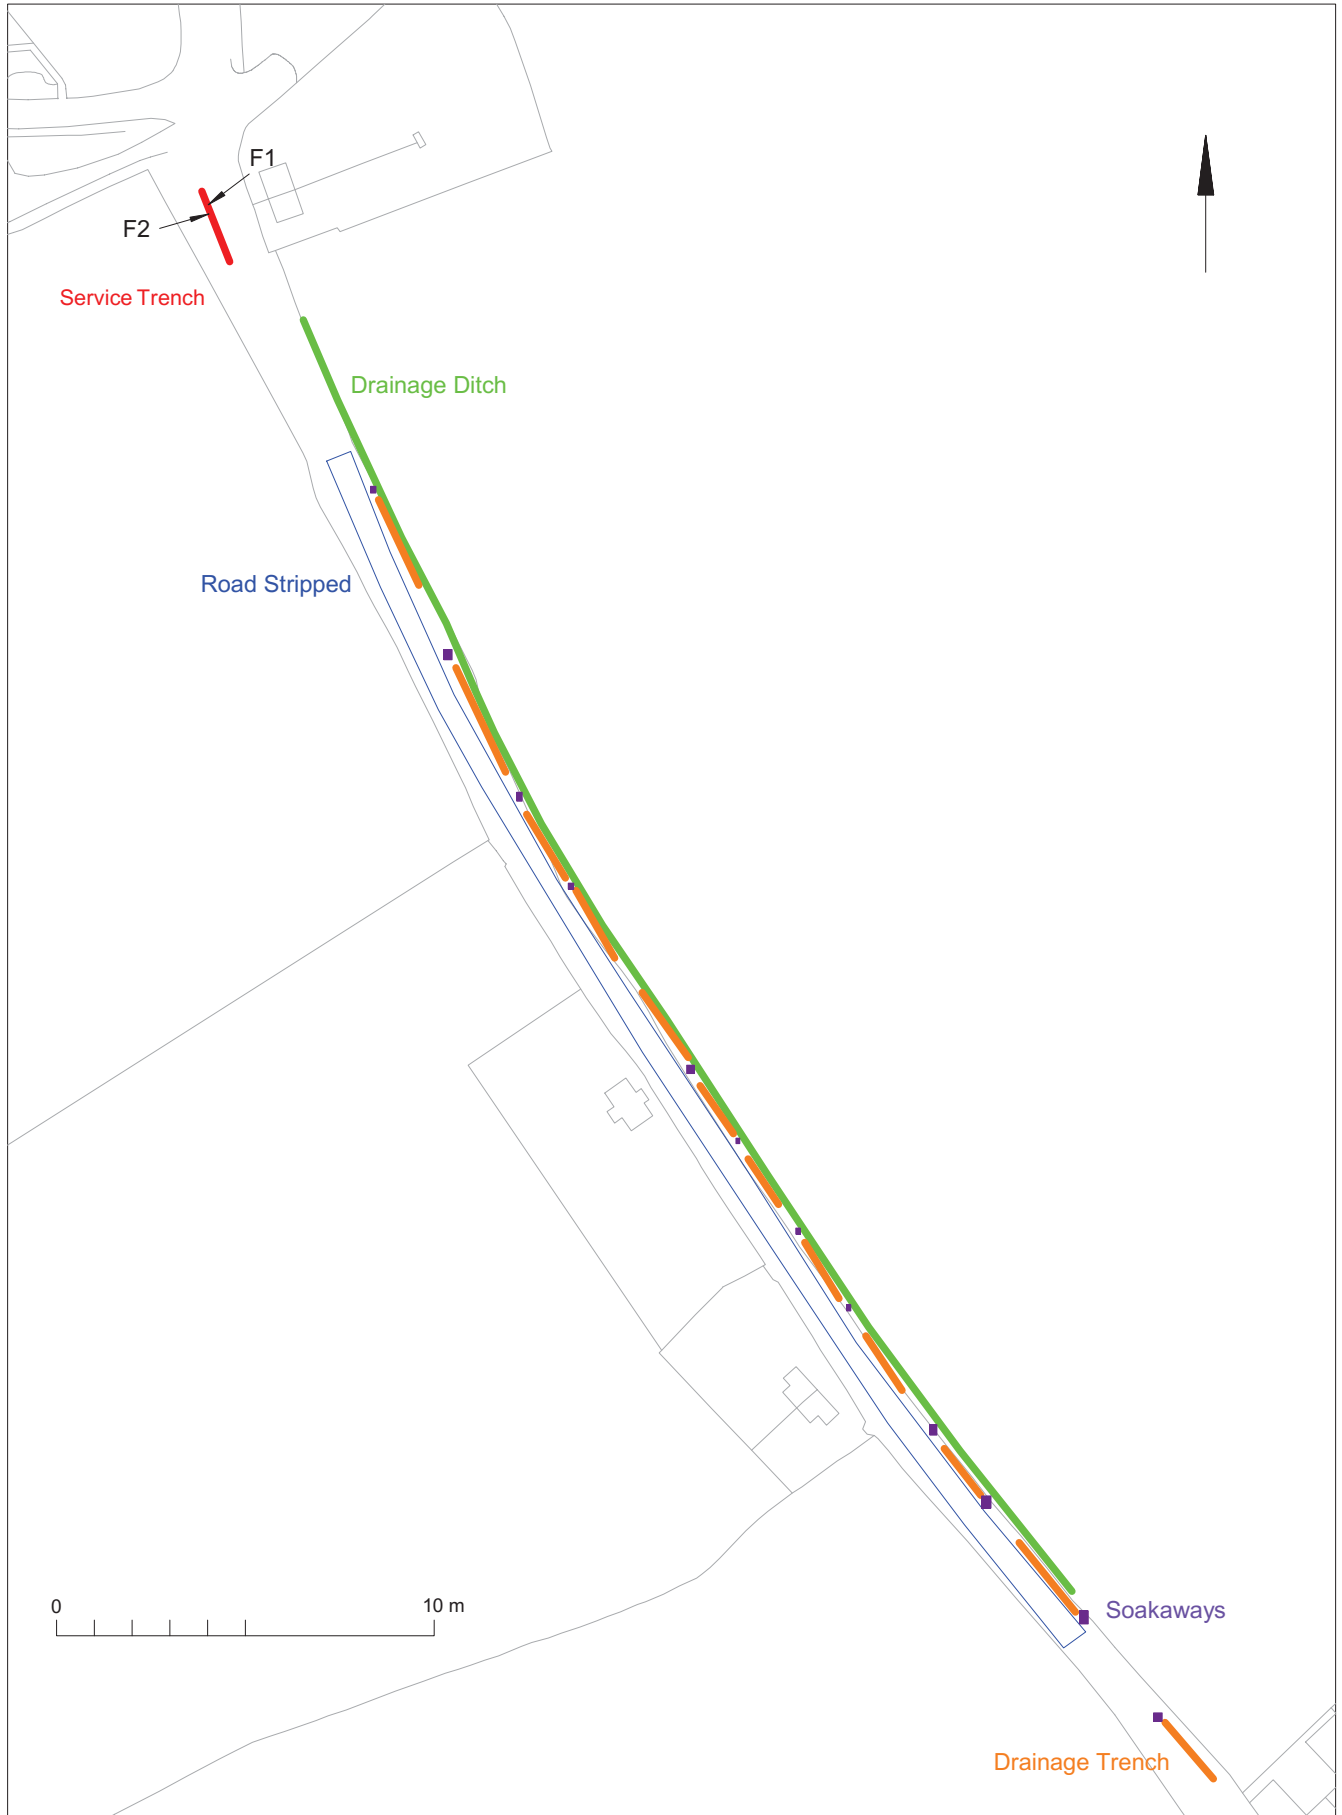 F1
F2
Service Trench
Drainage Ditch
Road Stripped
0
10 m
Soakaways
Drainage Trench